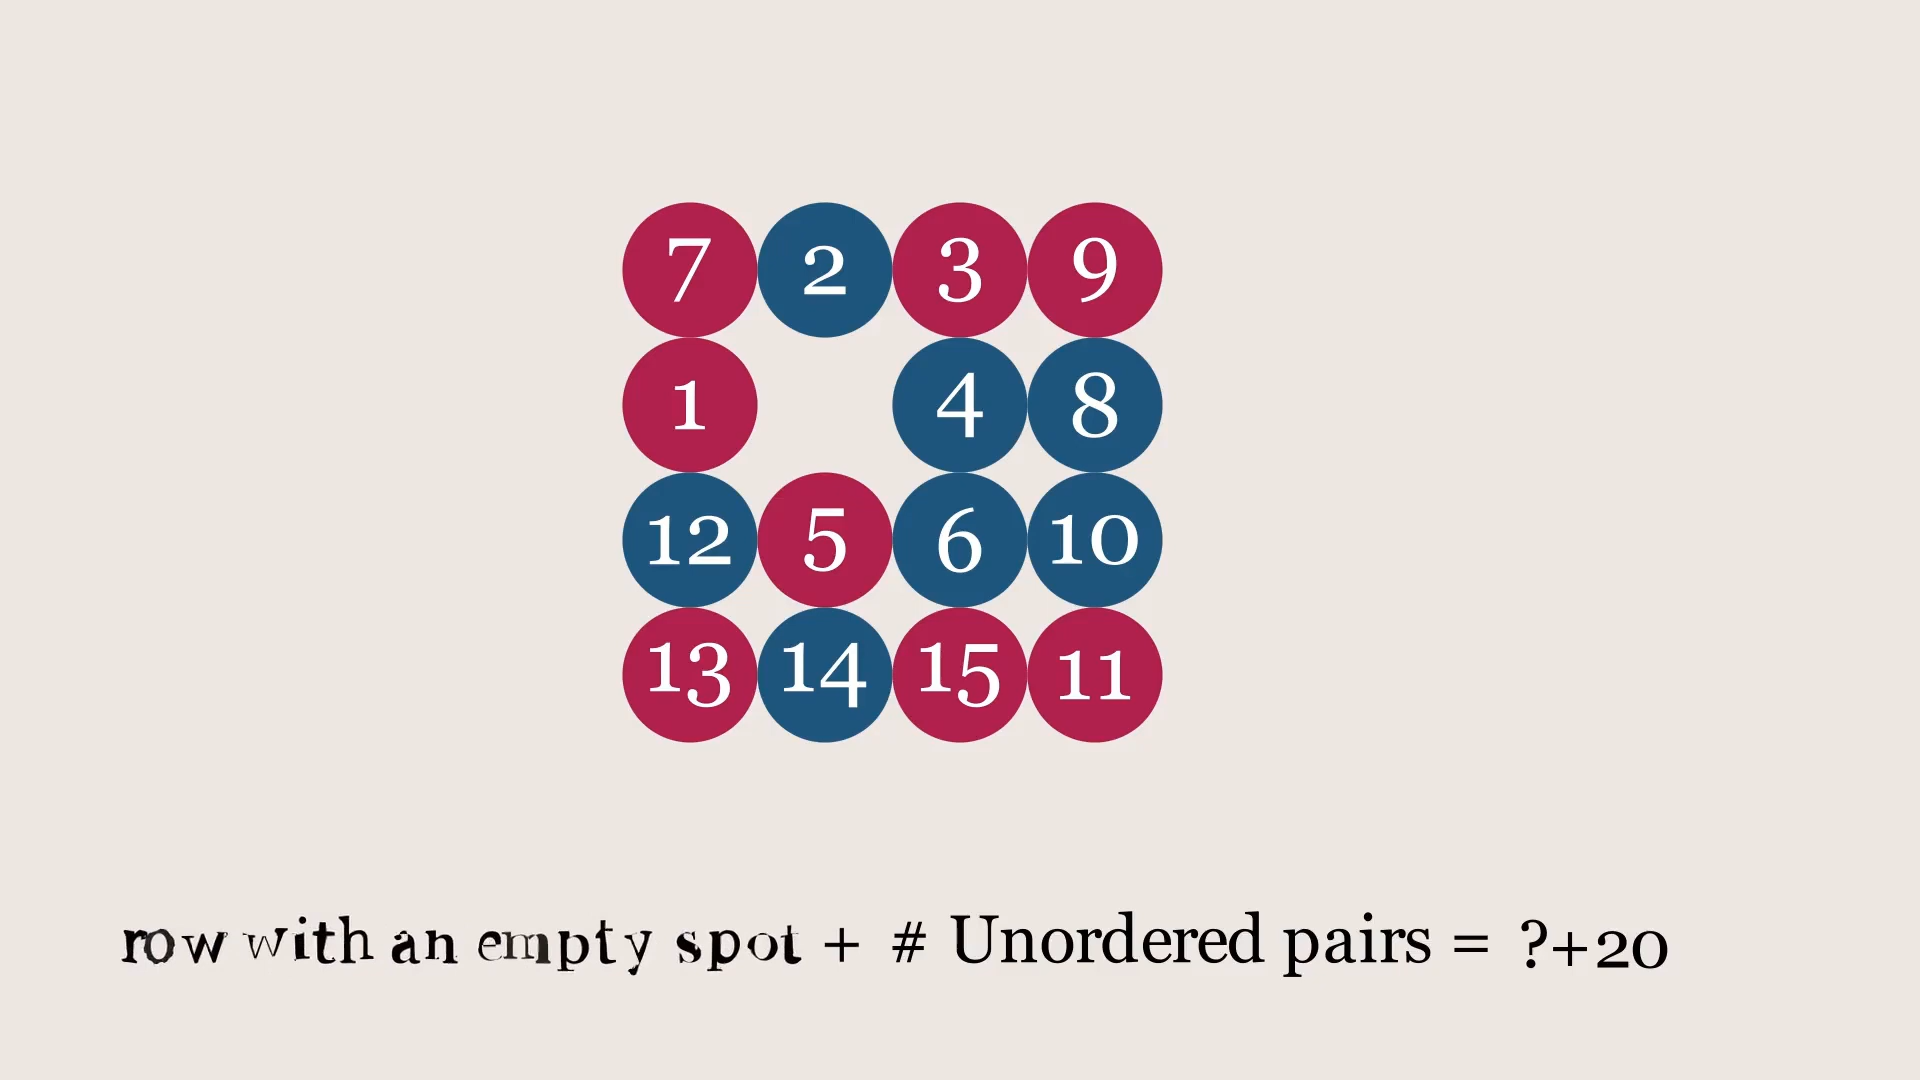 7 2 3 9
1 4 8
12 5 6 10
13 14 15 11
row with an empty spot + # Unordered pairs = ?+20